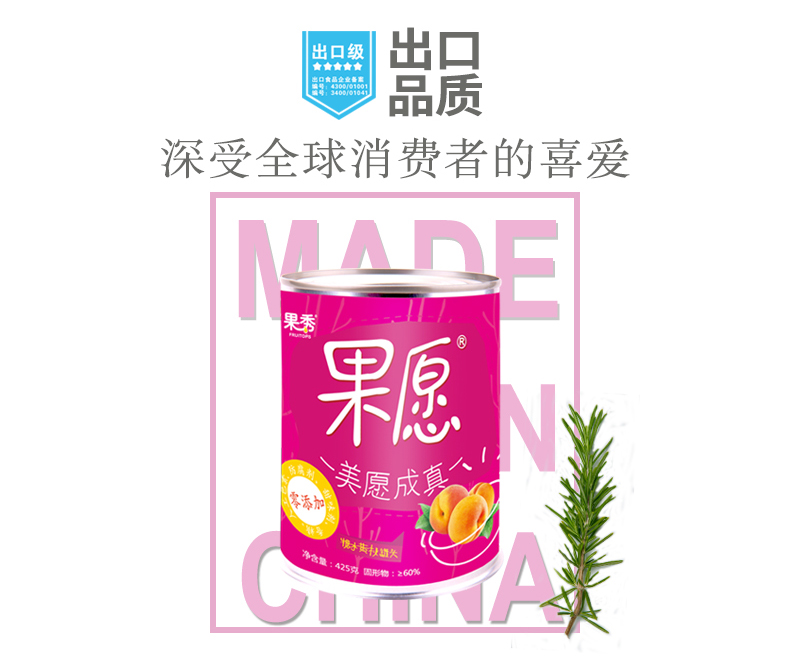 出口级
出口食品企业备案
编号：4300/01001
编号：3400/01041
出口
品质
深受全球消费者的喜爱
MADE
IN
CHINA
果秀®
FRUITOPS
果愿®
美愿成真
零添加
糖水黄桃罐头
净含量：425克 固形物：≥60%